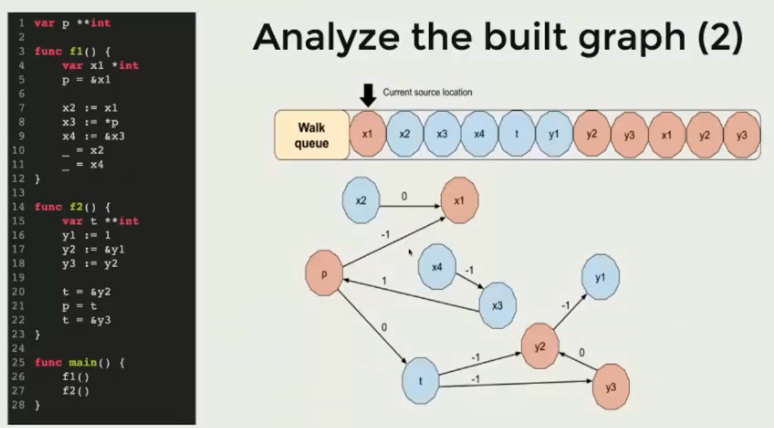 Analyze the built graph (2)
1 var p **int
2
3 func f1() {
4     var x1 *int
5     p = &x1
6
7     x2 := x1
8     x3 := *p
9     x4 := &x3
10     _ = x2
11     _ = x4
12 }
13
14 func f2() {
15     var t **int
16     y1 := 1
17     y2 := &y1
18     y3 := y2
19
20     t = &y2
21     p = t
22     t = &y3
23 }
24
25 func main() {
26     f1()
27     f2()
28 }
Current source location
Walk
queue
x1 x2 x3 x4 t y1 y2 y3 x1 y2 y3
x2 0 x1
-1
p
x4 -1
1
x3
y1
-1
0
y2
0
-1
t
-1
y3